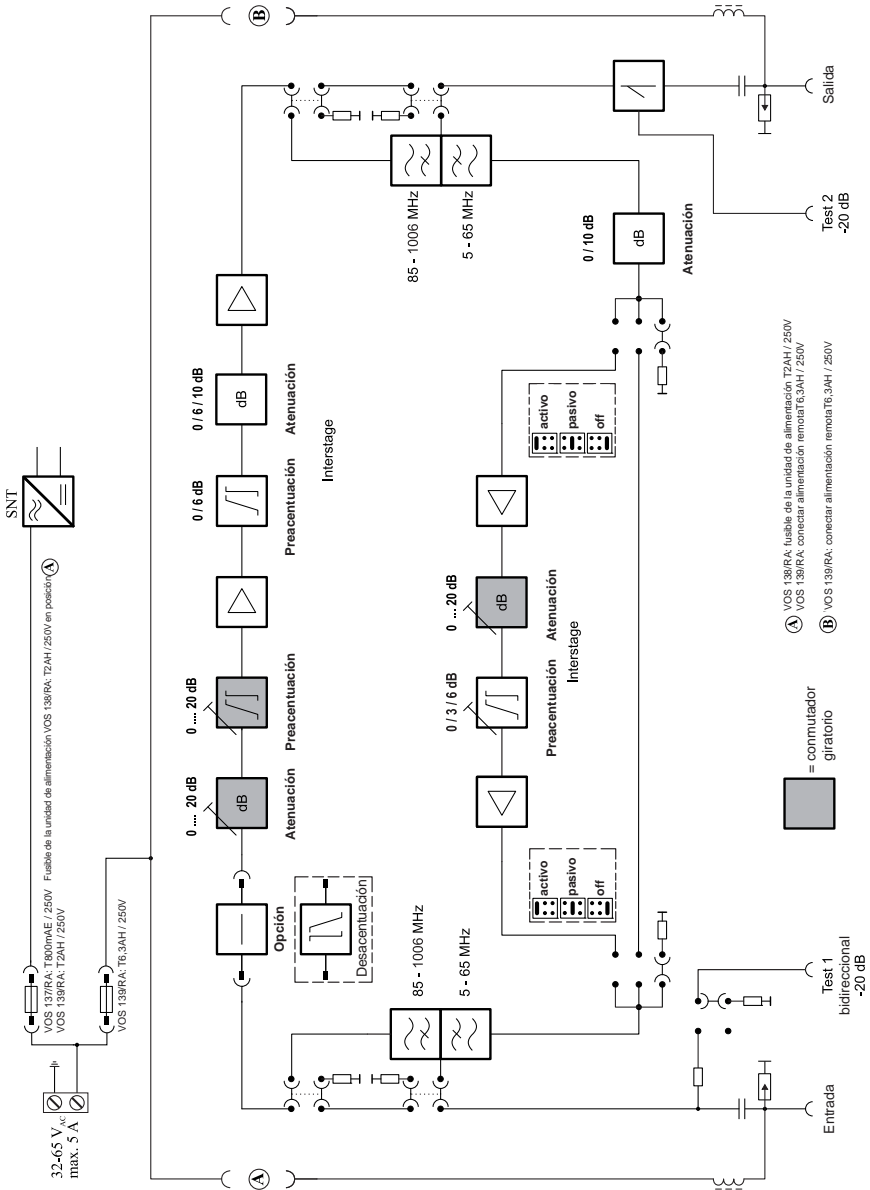 32-65 V AC
max. 5 A
VOS 137/RA: T800mAE / 250V
VOS 139/RA: T2AH / 250V
Fusible de la unidad de alimentación VOS 138/RA: T2AH / 250V en posición A
VOS 139/RA: T6,3AH / 250V
SNT
A
B
Opción
Desacentuación
0 .... 20 dB
dB
Atenuación
0 .... 20 dB
Preacentuación
0 / 6 dB
Preacentuación
0 / 6 / 10 dB
dB
Atenuación
Interstage
85 - 1006 MHz
5 - 65 MHz
85 - 1006 MHz
5 - 65 MHz
activo
pasivo
off
0 / 3 / 6 dB
Preacentuación
0 ... 20 dB
dB
Atenuación
Interstage
activo
pasivo
off
0 / 10 dB
dB
Atenuación
Entrada
Test 1
bidireccional
-20 dB
= conmutador
giratorio
A VOS 138/RA: fusible de la unidad de alimentación T2AH / 250V
VOS 139/RA: conectar alimentación remotaT6,3AH / 250V
B VOS 139/RA: conectar alimentación remotaT6,3AH / 250V
Test 2
-20 dB
Salida